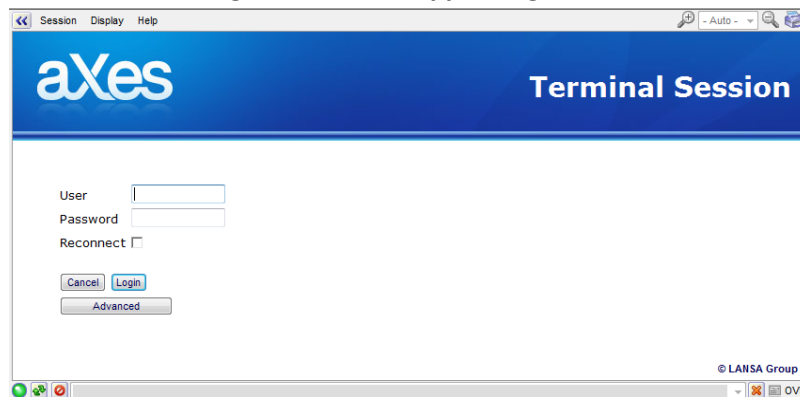 Session Display Help - Auto -
aXes
Terminal Session
User
Password
Reconnect
Cancel Login
Advanced
© LANSA Group